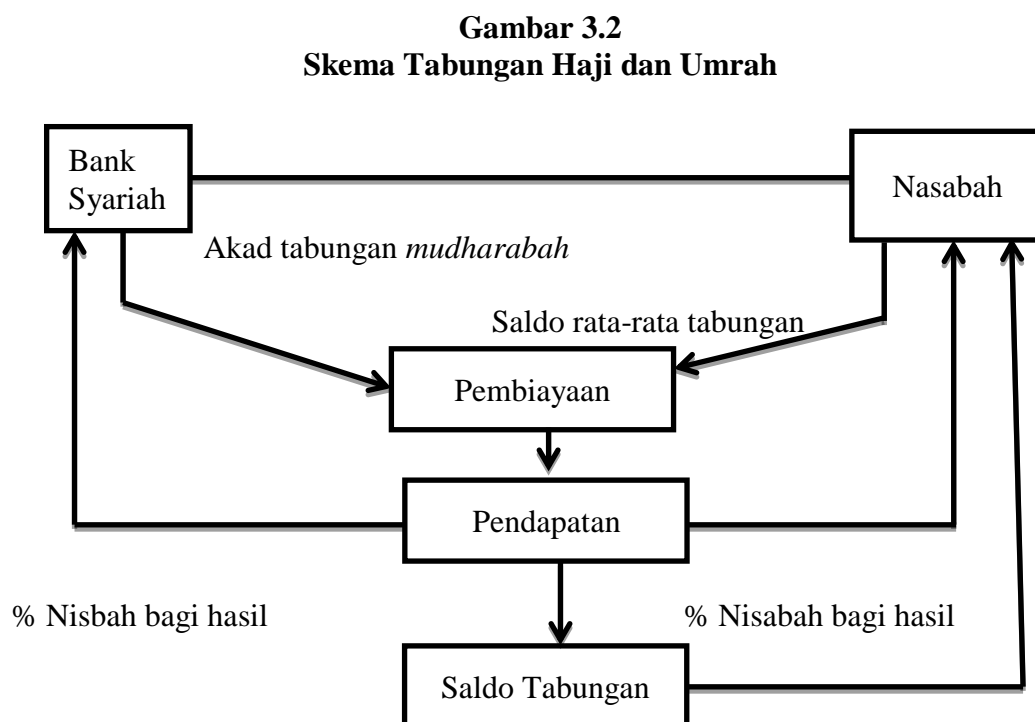 Gambar 3.2
Skema Tabungan Haji dan Umrah
Bank
Syariah
Nasabah
Akad tabungan mudharabah
Saldo rata-rata tabungan
Pembiayaan
Pendapatan
% Nisbah bagi hasil
% Nisabah bagi hasil
Saldo Tabungan